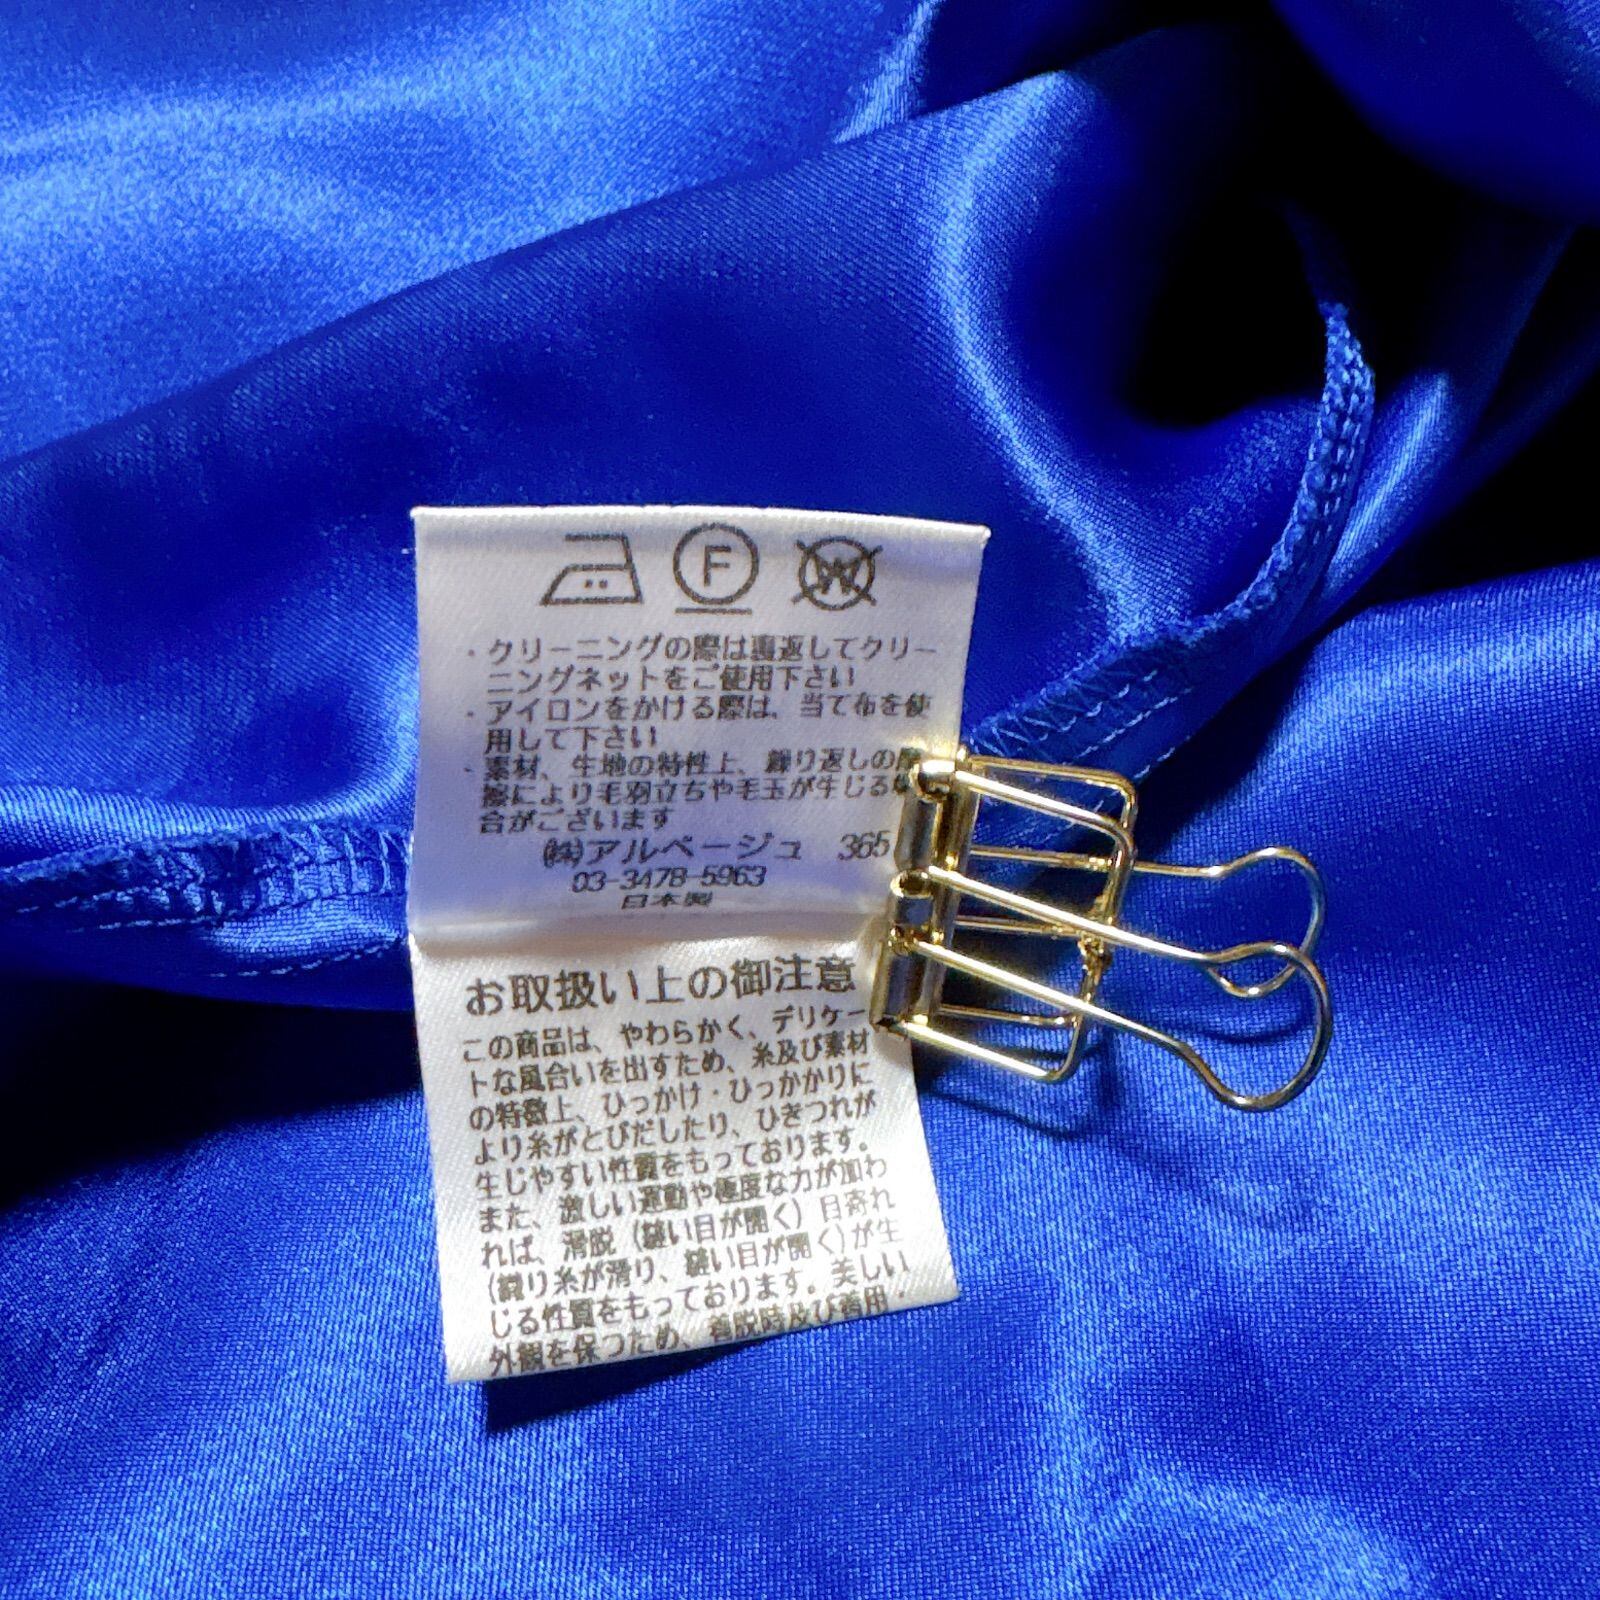 F W
・クリーニングの際は裏返してクリー
ニングネットをご使用下さい
・アイロンをかける際は、当て布を使
用して下さい
・素材、生地の特性上、繰り返しの摩
擦により毛羽立ちや毛玉が生じる
合がございます
(株)アルページュ 365
03-3478-5963
日本製
お取扱い上の御注意
この商品は、やわらかく、デリケー
トな風合いを出すため、糸及び素材
の特徴上、ひっかけ・ひっかかりに
より糸がとびだしたり、ひきつれが
生じやすい性質をもっております。
また、激しい運動や極度な力が加わ
れば、滑脱(縫い目が開く)目寄れ
(織り糸が滑り、縫い目が開く)が生
じる性質をもっております。美しい
外観を保つため、着脱時及び着用・